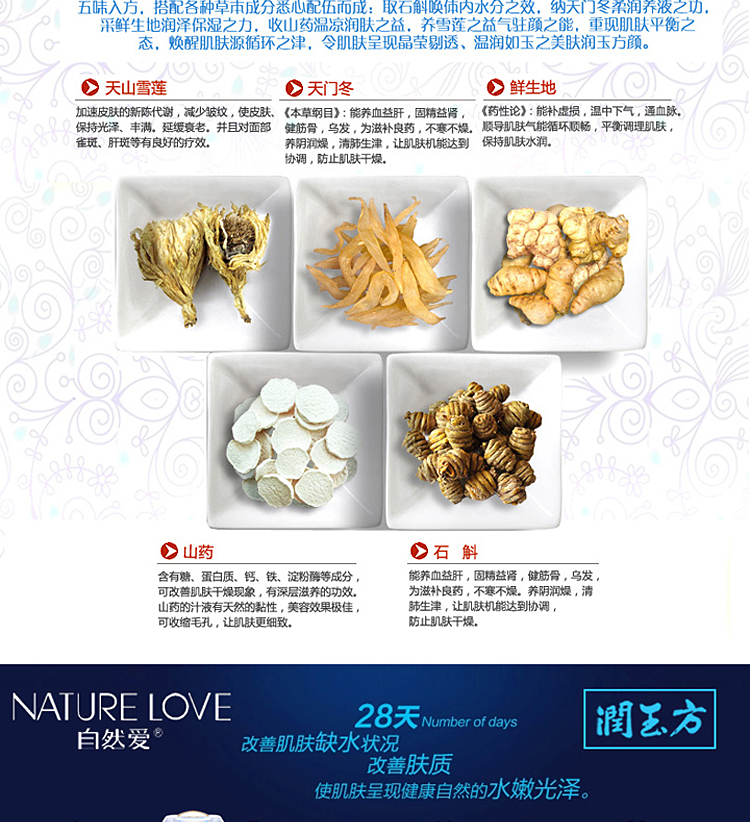 五味入方，搭配各种草本成分悉心配伍而成：取石斛唤体内水分之效，纳天门冬柔润养液之功，
采鲜生地润泽保湿之力，收山药温凉润肤之益，养雪莲之益气驻颜之能，重现肌肤平衡之
态，焕醒肌肤源循环之津，令肌肤呈现晶莹剔透、温润如玉之美肤润玉方颜。
天山雪莲
加速皮肤的新陈代谢，减少皱纹，使皮肤、
保持光泽、丰满。延缓衰老。并且对面部
雀斑、肝斑等有良好的疗效。
天门冬
《本草纲目》：能养血益肝，固精益肾，
健筋骨，乌发，为滋补良药，不寒不燥。
养阴润燥，清肺生津，让肌肤机能达到
协调，防止肌肤干燥。
鲜生地
《药性论》：能补虚损，温中下气，通血脉。
顺导肌肤气能循环顺畅，平衡调理肌肤，
保持肌肤水润。
山药
含有糖、蛋白质、钙、铁、淀粉酶等成分，
可改善肌肤干燥现象，有深层滋养的功效。
山药的汁液有天然的黏性，美容效果极佳，
可收缩毛孔，让肌肤更细致。
石 斛
能养血益肝，固精益肾，健筋骨，乌发，
为滋补良药，不寒不燥。养阴润燥，清
肺生津，让肌肤机能达到协调，
防止肌肤干燥。
NATURE LOVE
自然爱®
28天 Number of days
改善肌肤缺水状况
改善肤质
使肌肤呈现健康自然的水嫩光泽。
潤玉方